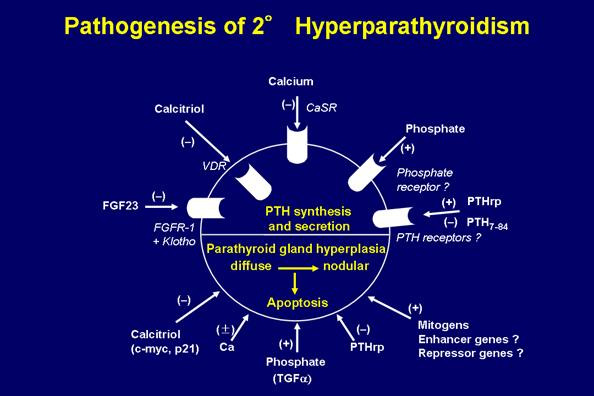 Pathogenesis of 2° Hyperparathyroidism
Calcium
(–) CaSR
Calcitriol
(–)
VDR
Phosphate
(+)
Phosphate
receptor ?
FGF23
(–)
FGFR-1
+ Klotho
(+) PTHrp
(–) PTH7-84
PTH receptors ?
PTH synthesis
and secretion
Parathyroid gland hyperplasia
diffuse nodular
Apoptosis
(–)
Calcitriol
(c-myc, p21)
(±)
Ca
(+)
Phosphate
(TGFα)
(–)
PTHrp
(+)
Mitogens
Enhancer genes ?
Repressor genes ?